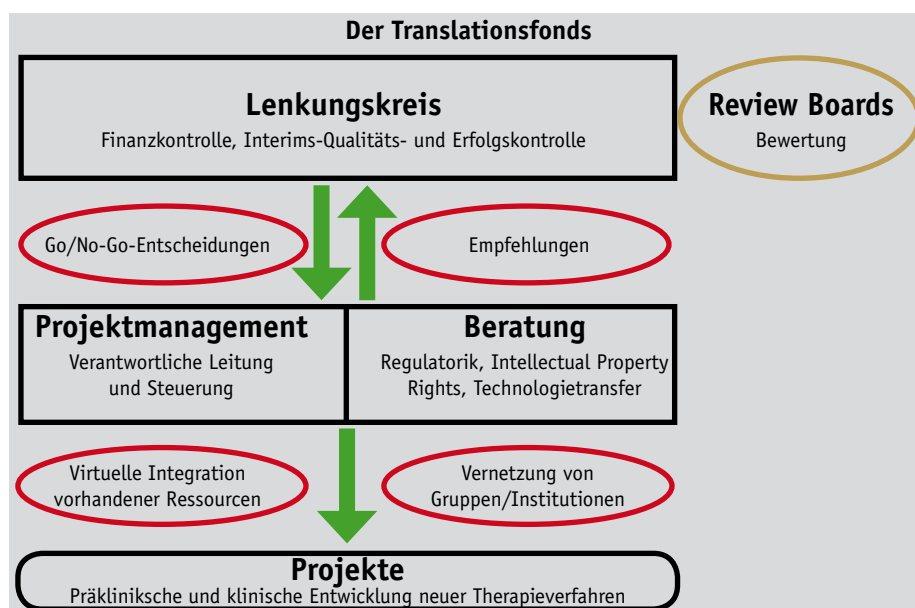 Der Translationsfonds
Lenkungskreis
Finanzkontrolle, Interims-Qualitäts- und Erfolgskontrolle
Review Boards
Bewertung
Go/No-Go-Entscheidungen
Empfehlungen
Projektmanagement
Verantwortliche Leitung
und Steuerung
Beratung
Regulatorik, Intellectual Property
Rights, Technologietransfer
Virtuelle Integration
vorhandener Ressourcen
Vernetzung von
Gruppen/Institutionen
Projekte
Präkliniksche und klinische Entwicklung neuer Therapieverfahren